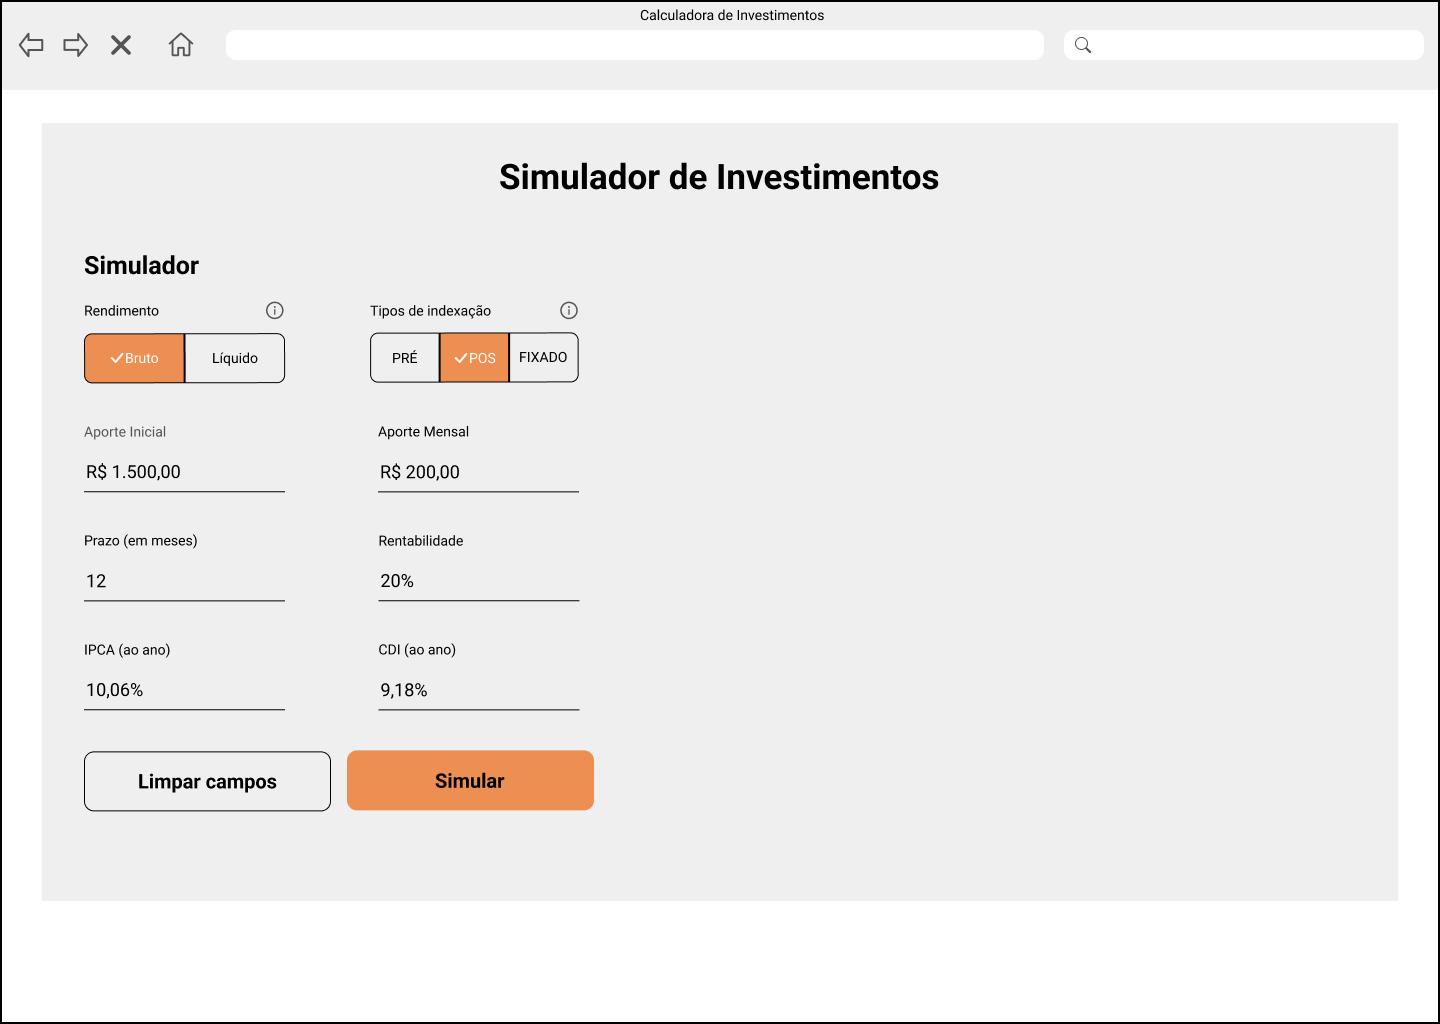 Calculadora de Investimentos
Simulador de Investimentos
Simulador
Rendimento
Tipos de indexação
Bruto
Líquido
PRÉ
POS
FIXADO
Aporte Inicial
Aporte Mensal
R$ 1.500,00
R$ 200,00
Prazo (em meses)
Rentabilidade
12
20%
IPCA (ao ano)
CDI (ao ano)
10,06%
9,18%
Limpar campos
Simular